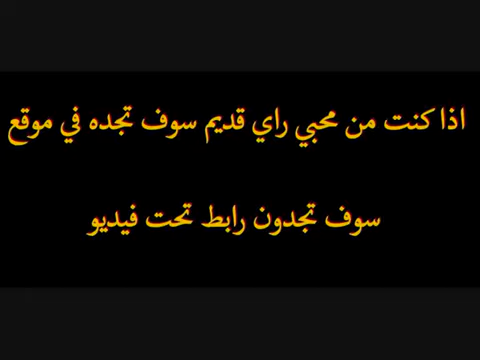 اذا كنت من محبي راي قديم سوف تجده في موقع
سوف تجدون رابط تحت فيديو